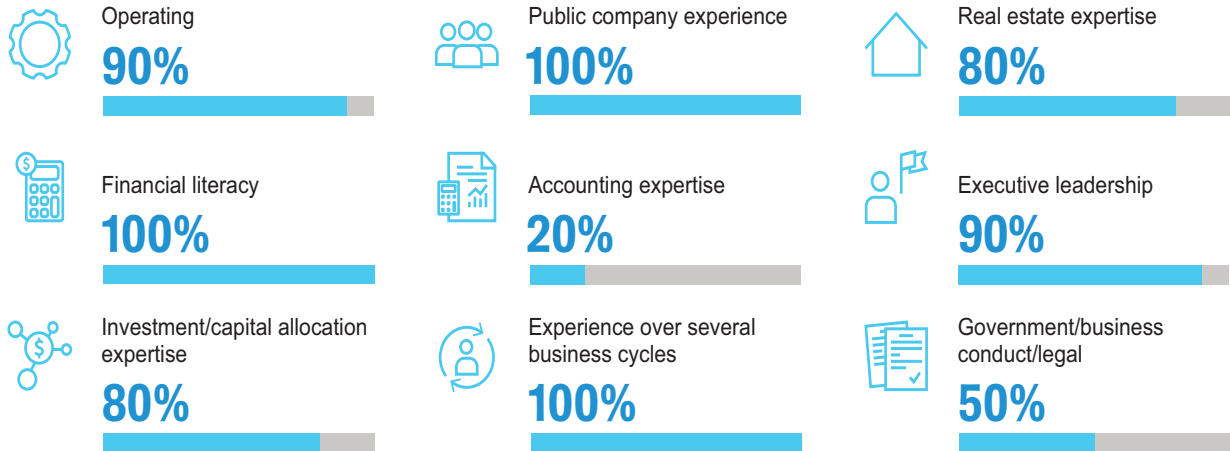 Operating
90%
Public company experience
100%
Real estate expertise
80%
$
Financial literacy
100%
Accounting expertise
20%
Executive leadership
90%
$
Investment/capital allocation
expertise
80%
Experience over several
business cycles
100%
Government/business
conduct/legal
50%